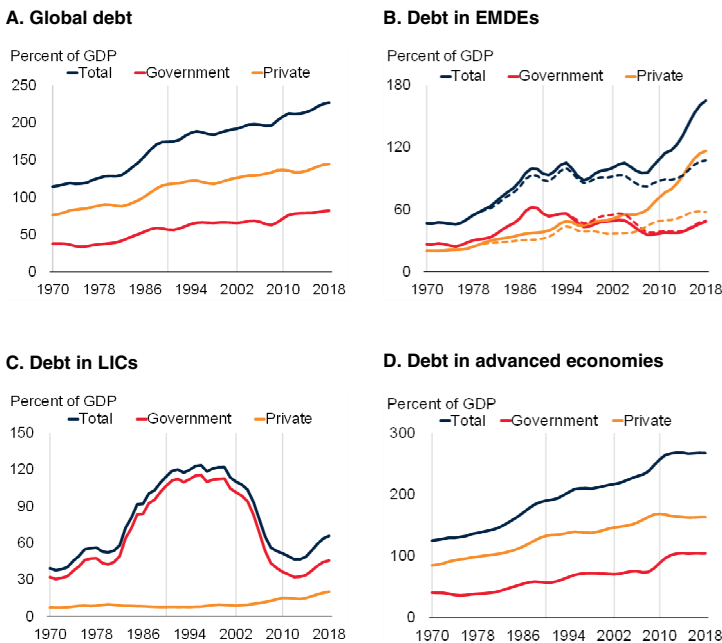 A. Global debt
Percent of GDP
Total Government Private
250
200
150
100
50
0
1970 1978 1986 1994 2002 2010 2018
B. Debt in EMDEs
Percent of GDP
Total Government Private
180
120
60
0
1970 1978 1986 1994 2002 2010 2018
C. Debt in LICs
Percent of GDP
Total Government Private
150
120
90
60
30
0
1970 1978 1986 1994 2002 2010 2018
D. Debt in advanced economies
Percent of GDP
Total Government Private
300
200
100
0
1970 1978 1986 1994 2002 2010 2018